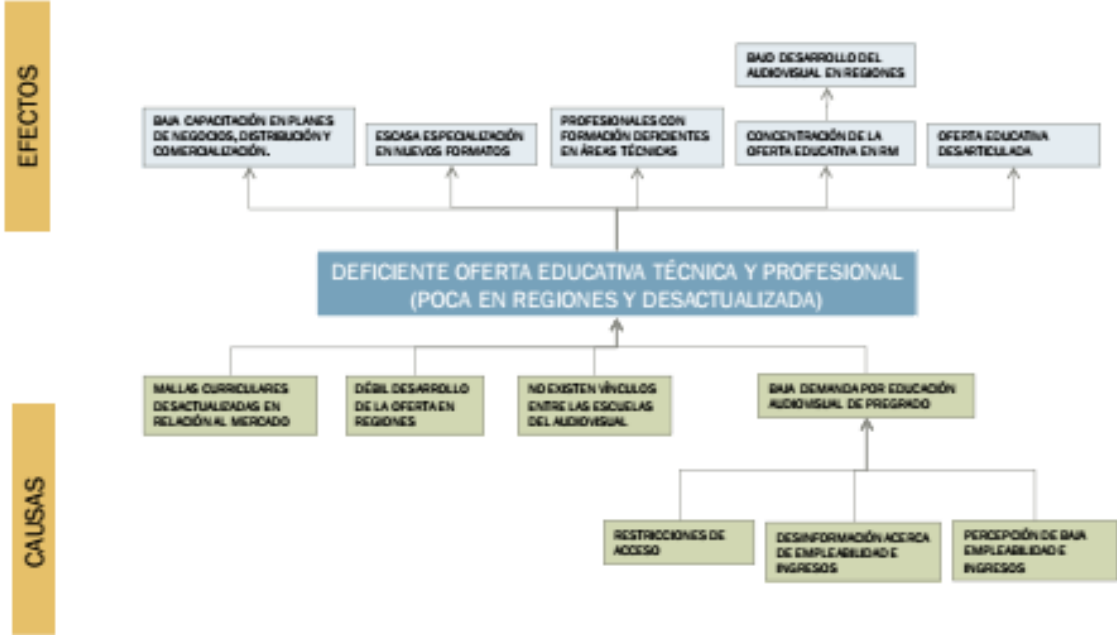 EFECTOS
BAJO DESARROLLO DEL
AUDIOVISUAL EN REGIONES
BAJA CAPACITACIÓN EN PLANES
DE NEGOCIOS, DISTRIBUCIÓN Y
COMERCIALIZACIÓN.
ESCASA ESPECIALIZACIÓN
EN NUEVOS FORMATOS
PROFESIONALES CON
FORMACIÓN DEFICIENTES
EN ÁREAS TÉCNICAS
CONCENTRACIÓN DE LA
OFERTA EDUCATIVA EN RM
OFERTA EDUCATIVA
DESARTICULADA
DEFICIENTE OFERTA EDUCATIVA TÉCNICA Y PROFESIONAL
(POCA EN REGIONES Y DESACTUALIZADA)
CAUSAS
MALLAS CURRICULARES
DESACTUALIZADAS EN
RELACIÓN AL MERCADO
DÉBIL DESARROLLO
DE LA OFERTA EN
REGIONES
NO EXISTEN VÍNCULOS
ENTRE LAS ESCUELAS
DEL AUDIOVISUAL
BAJA DEMANDA POR EDUCACIÓN
AUDIOVISUAL DE PREGRADO
RESTRICCIONES DE
ACCESO
DESINFORMACIÓN ACERCA
DE EMPLEABILIDAD E
INGRESOS
PERCEPCIÓN DE BAJA
EMPLEABILIDAD E
INGRESOS